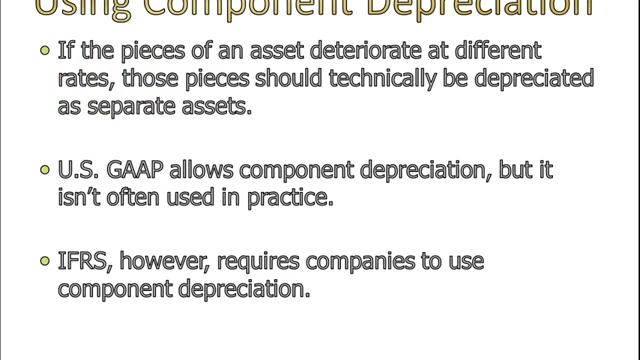 Using Component Depreciation
If the pieces of an asset deteriorate at different
rates, those pieces should technically be depreciated
as separate assets.
U.S. GAAP allows component depreciation, but it
isn't often used in practice.
IFRS, however, requires companies to use
component depreciation.